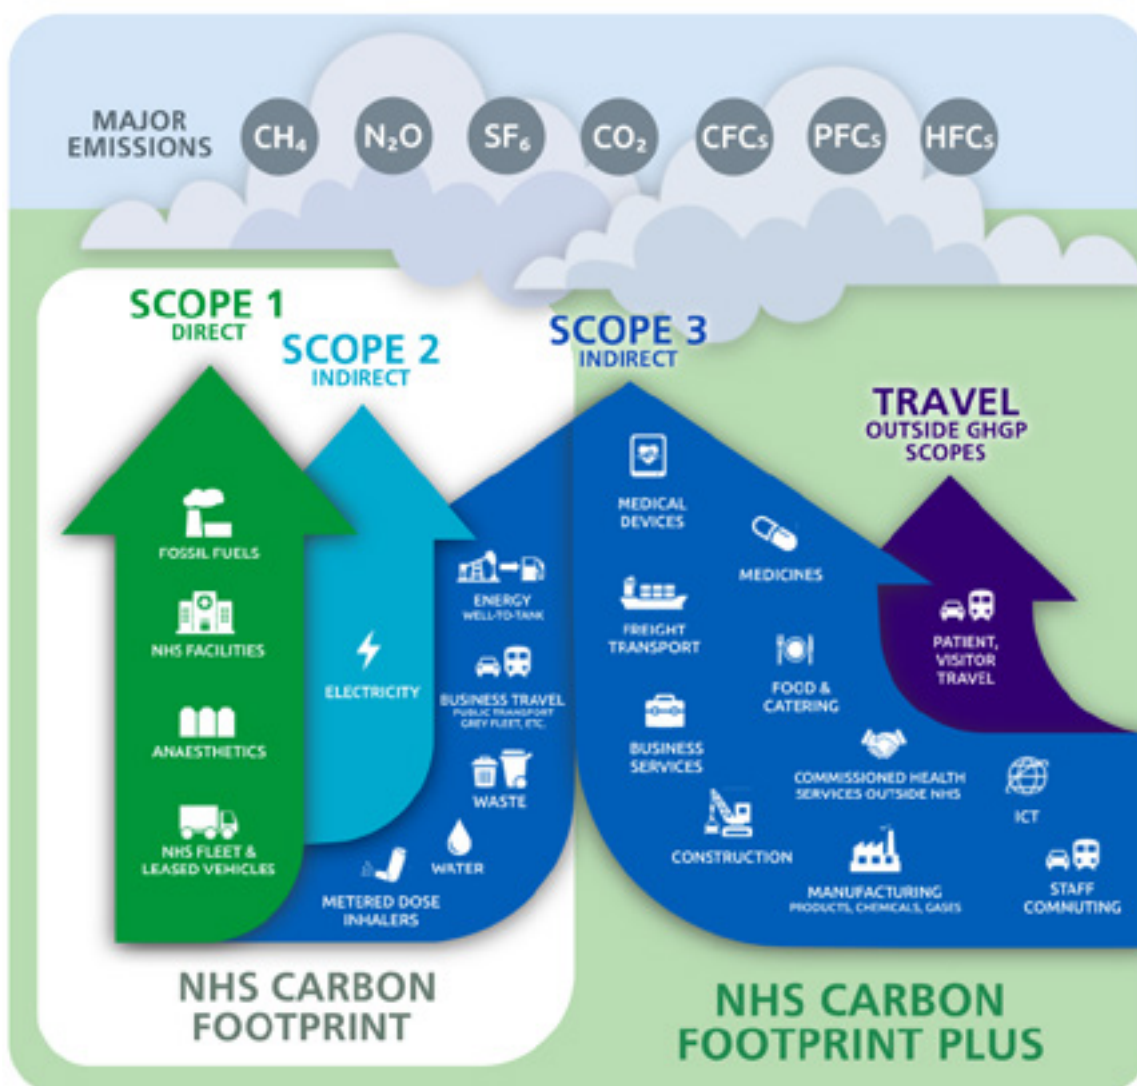 MAJOR
EMISSIONS
CH₄
N₂O
SF₆
CO₂
CFCs
PFCs
HFCs
SCOPE 1
DIRECT
SCOPE 2
INDIRECT
SCOPE 3
INDIRECT
TRAVEL
OUTSIDE GHGP
SCOPES
FOSSIL FUELS
NHS FACILITIES
ANAESTHETICS
NHS FLEET &
LEASED VEHICLES
ELECTRICITY
ENERGY
WELL-TO-TANK
BUSINESS TRAVEL
PUBLIC TRANSPORT
GREY FLEET, ETC.
WASTE
WATER
METERED DOSE
INHALERS
MEDICAL
DEVICES
MEDICINES
FREIGHT
TRANSPORT
FOOD &
CATERING
BUSINESS
SERVICES
COMMISSIONED HEALTH
SERVICES OUTSIDE NHS
ICT
CONSTRUCTION
MANUFACTURING
PRODUCTS, CHEMICALS, GASES
STAFF
COMMUTING
PATIENT,
VISITOR
TRAVEL
NHS CARBON
FOOTPRINT
NHS CARBON
FOOTPRINT PLUS